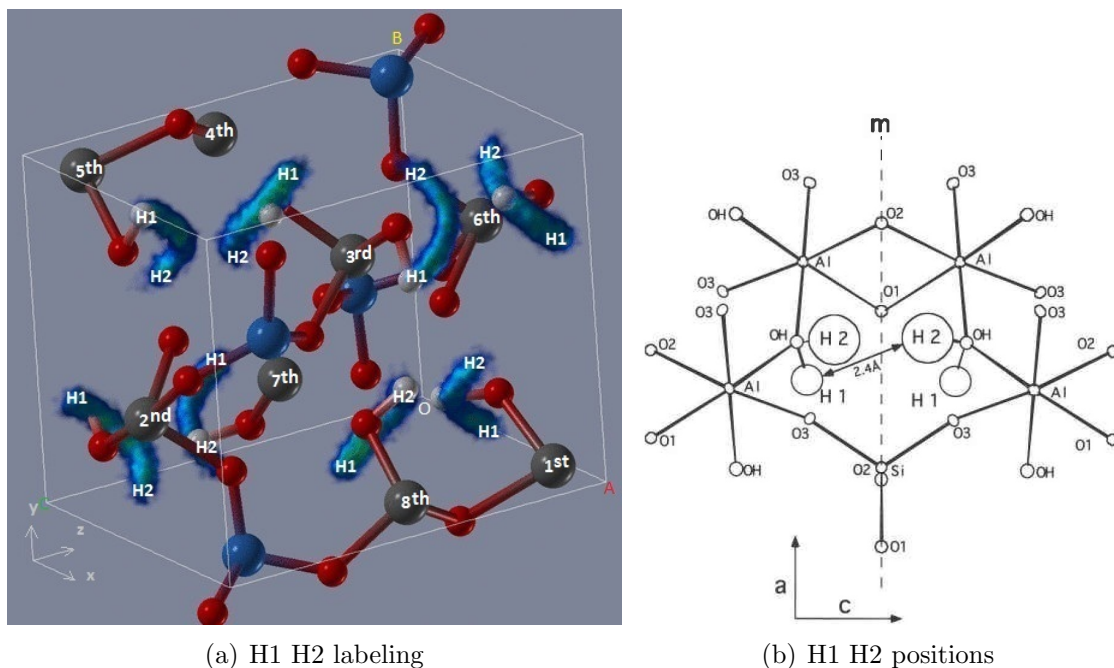 B
H2
4th
5th
H1
H2
H2
H1
6th
H1
H2
3rd
H1
H2
H1
H1
7th
H2
H1
2nd
H2
O
H2
H1
H1
1st
H2
8th
C
A
y
z
x
(a) H1 H2 labeling
m
O3
O3
OH
O2
OH
Al
Al
O3
O1
O3
O3
O3
O2
OH
H 2
H 2
OH
O2
2.4Å
Al
H 1
H 1
Al
O1
O3
O3
O1
OH
O2
Si
OH
O1
a
c
(b) H1 H2 positions